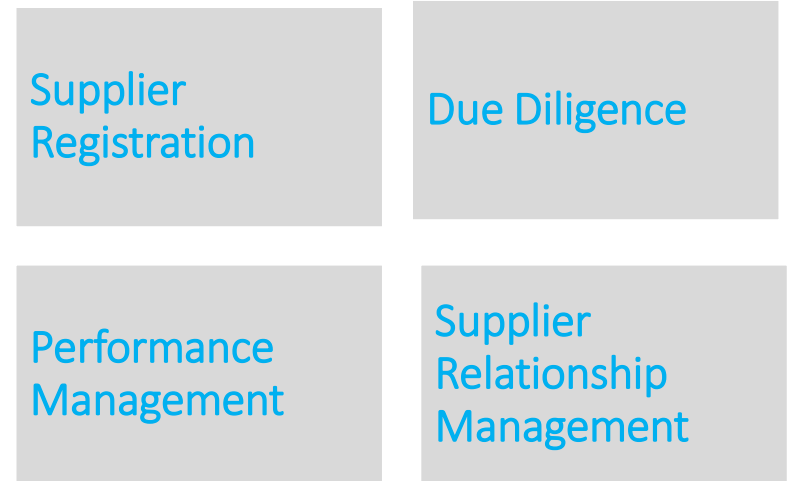 Supplier
Registration
Due Diligence
Performance
Management
Supplier
Relationship
Management